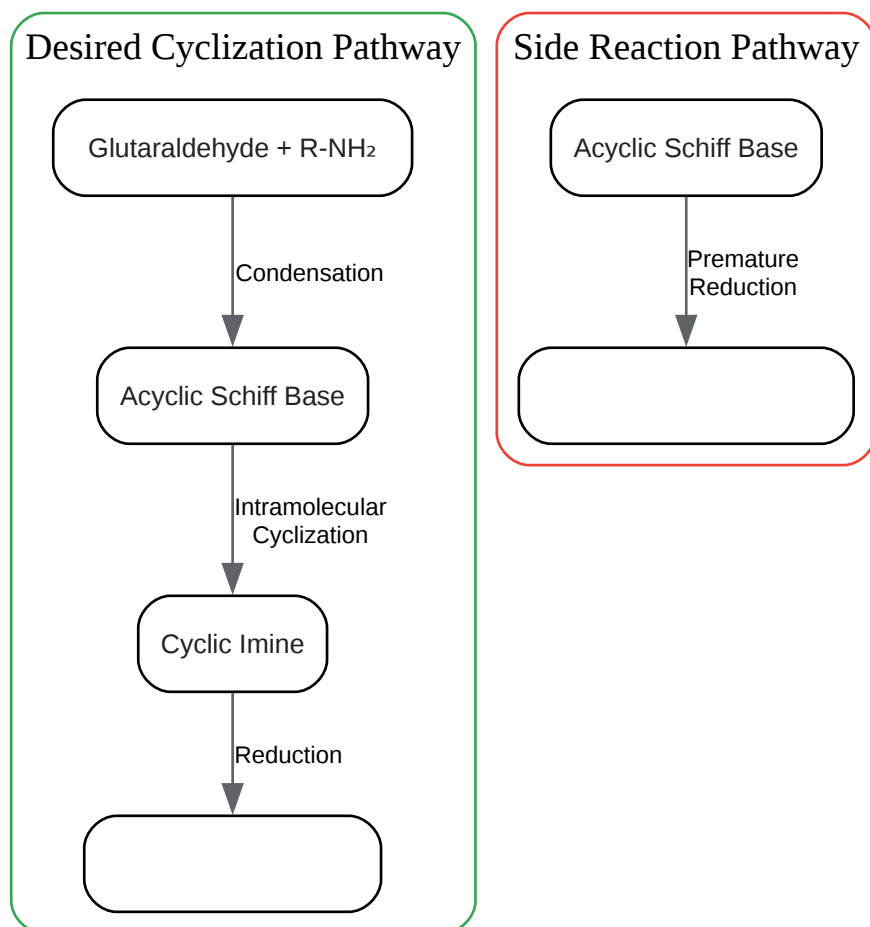 Desired Cyclization Pathway
Glutaraldehyde + R-NH₂
Condensation
Acyclic Schiff Base
Intramolecular
Cyclization
Cyclic Imine
Reduction
Side Reaction Pathway
Acyclic Schiff Base
Premature
Reduction